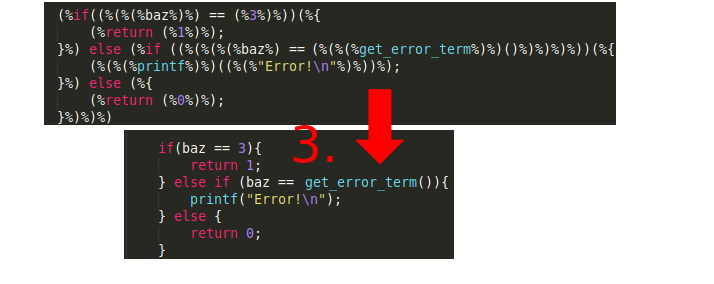 (%if((%(%(%baz%)%) == (%3%)%))(%{
    (%return (%1%)%);
}%) else (%if ((%(%(%(%(%baz%) == (%(%(%get_error_term%)%)()%)%)%)%))(%{
    (%(%(%printf%)%)((%(%"Error!\n"%)%))%);
}%) else (%{
    (%return (%0%)%);
}%)%)%)
3.
if(baz == 3){
    return 1;
} else if (baz == get_error_term()){
    printf("Error!\n");
} else {
    return 0;
}